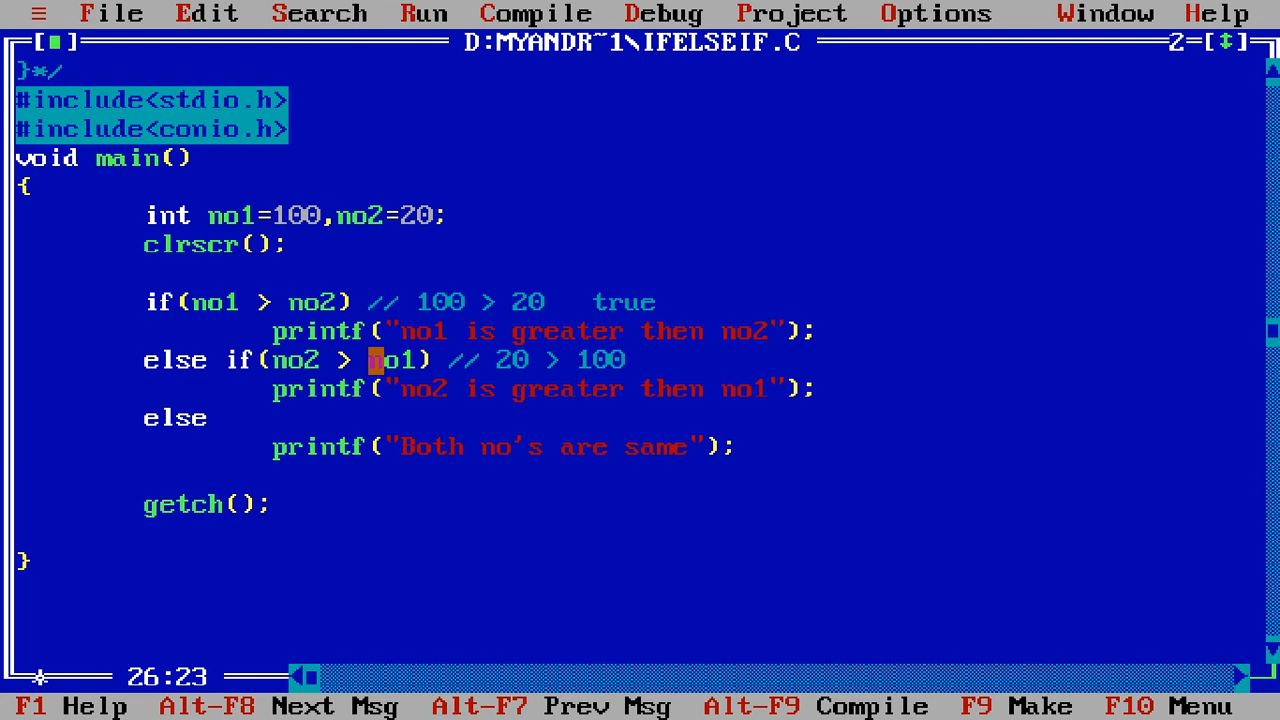 ≡ File Edit Search Run Compile Debug Project Options Window Help
[■] D:MYANDR~1\IFELSEIF.C 2=[↕]
}*/
#include<stdio.h>
#include<conio.h>
void main()
{
int no1=100,no2=20;
clrscr();
if(no1 > no2) // 100 > 20 true
printf("no1 is greater then no2");
else if(no2 > no1) // 20 > 100
printf("no2 is greater then no1");
else
printf("Both no's are same");
getch();
}
* 26:23
F1 Help Alt-F8 Next Msg Alt-F7 Prev Msg Alt-F9 Compile F9 Make F10 Menu